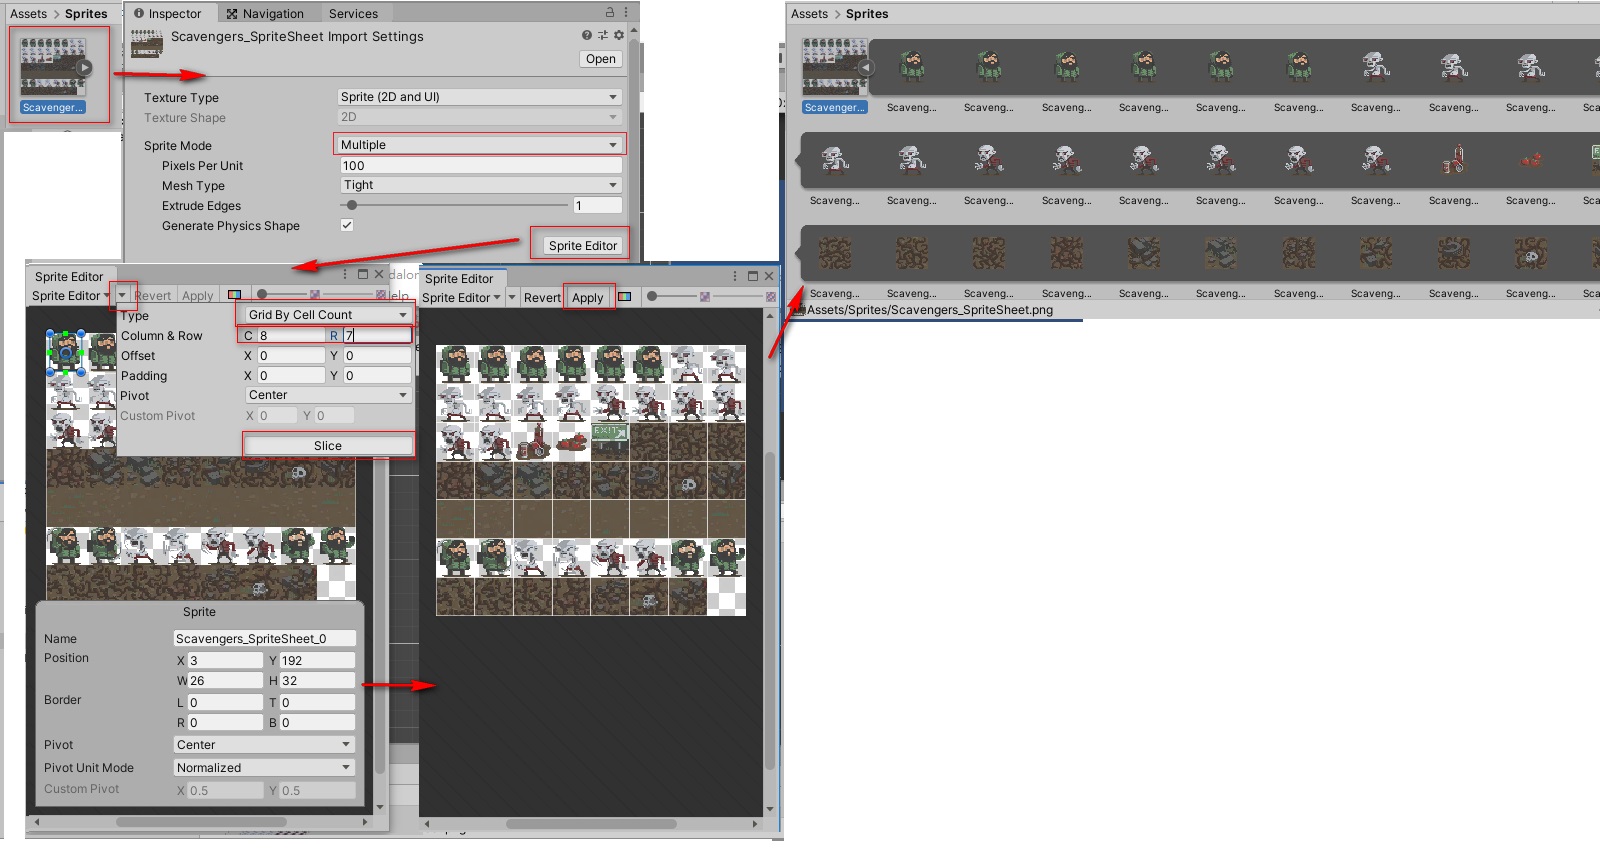 Assets > Sprites
Scavenger...
Inspector
Navigation
Services
Scavengers_SpriteSheet Import Settings
Open
Texture Type
Sprite (2D and UI)
Texture Shape
2D
Sprite Mode
Multiple
Pixels Per Unit
100
Mesh Type
Tight
Extrude Edges
1
Generate Physics Shape
Sprite Editor
Sprite Editor
Sprite Editor
Revert
Apply
Type
Grid By Cell Count
Column & Row
C 8
R 7
Offset
X 0
Y 0
Padding
X 0
Y 0
Pivot
Center
Custom Pivot
X 0
Y 0
Slice
Sprite
Name
Scavengers_SpriteSheet_0
Position
X 3
Y 192
W 26
H 32
Border
L 0
T 0
R 0
B 0
Pivot
Center
Pivot Unit Mode
Normalized
Custom Pivot
X 0.5
Y 0.5
Sprite Editor
Sprite Editor
Revert
Apply
EXIT
Assets > Sprites
Scavenger... Scaveng... Scaveng... Scaveng... Scaveng... Scaveng... Scaveng... Scaveng... Scaveng... Scaveng...
Scaveng... Scaveng... Scaveng... Scaveng... Scaveng... Scaveng... Scaveng... Scaveng... Scaveng... Scaveng...
Scaveng... Scaveng... Scaveng... Scaveng... Scaveng... Scaveng... Scaveng... Scaveng... Scaveng... Scaveng...
Assets/Sprites/Scavengers_SpriteSheet.png